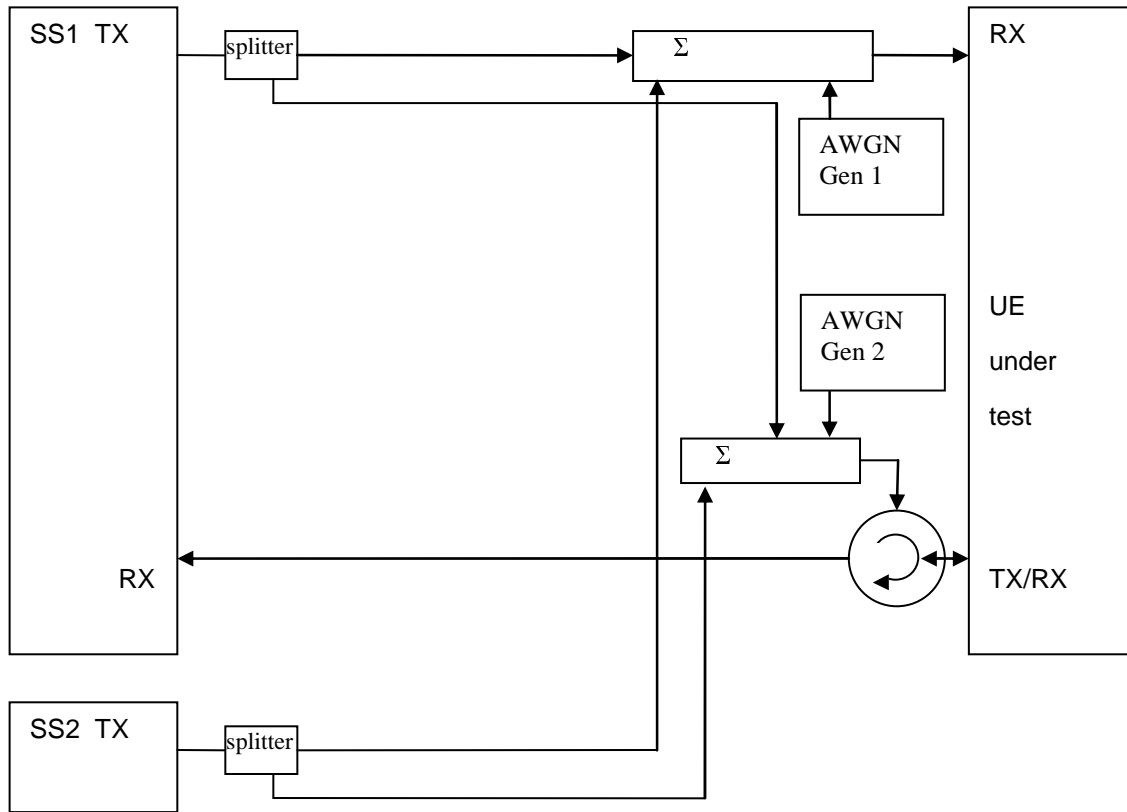 SS1 TX
splitter
Σ
RX
AWGN
Gen 1
AWGN
Gen 2
UE
under
test
Σ
RX
TX/RX
SS2 TX
splitter